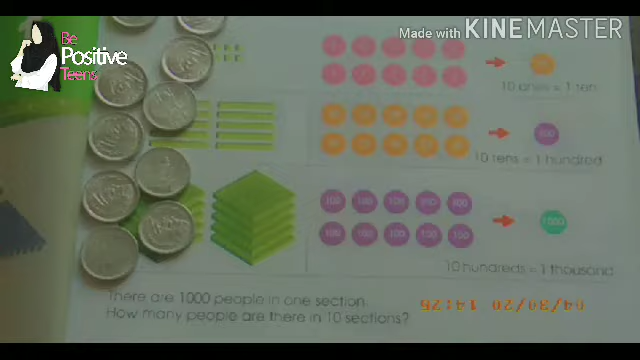 Made with KINEMASTER
Be
Positive
Teens
10 ones = 1 ten
100
10 tens = 1 hundred
100 100 100 100 100
1000
100 100 100 100 100
10 hundreds = 1 thousand
There are 1000 people in one section.
How many people are there in 10 sections?